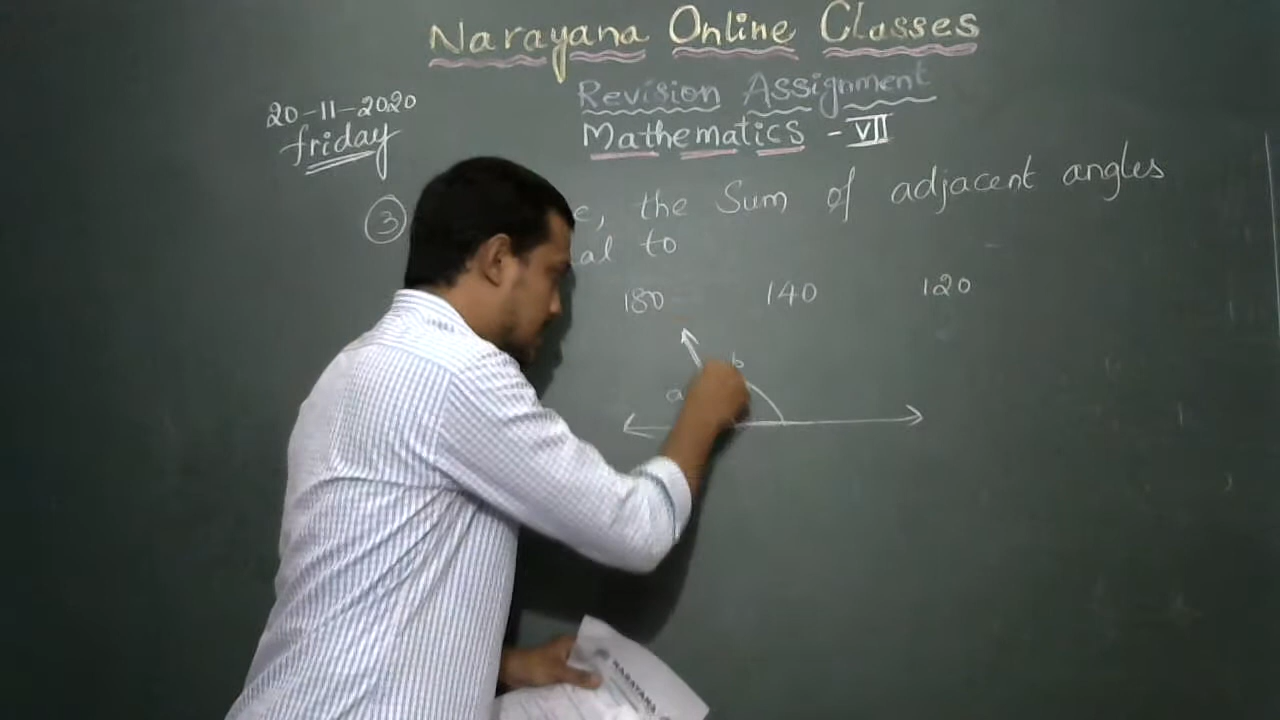 Narayana Online Classes
Revision Assignment
20-11-2020
friday
Mathematics - VII
③ the Sum of adjacent angles
to
180 140 120
b
a
NARAYANA